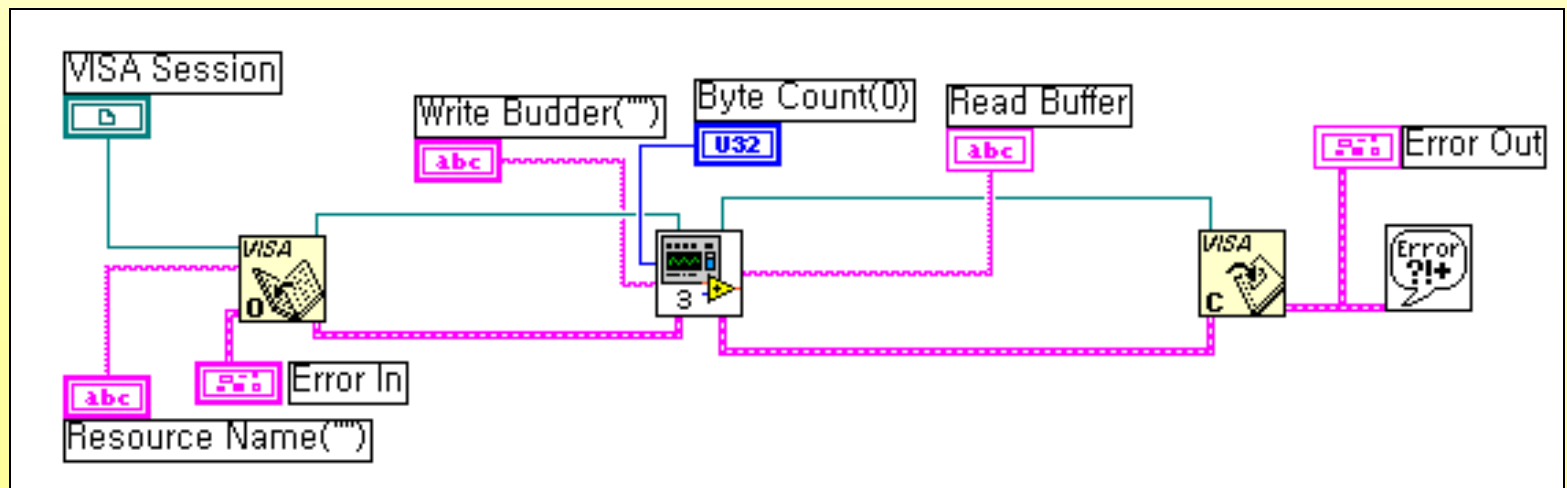 VISA Session
Write Budder("")
abc
Byte Count(0)
U32
Read Buffer
abc
Error Out
VISA
O
3
VISA
C
Error
?!+
Error In
abc
Resource Name("")